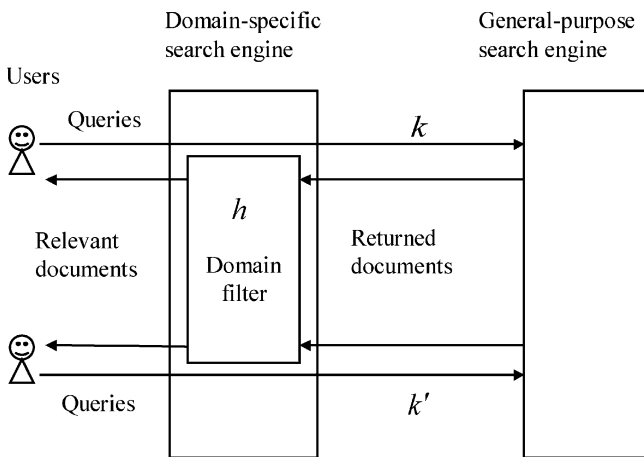 Domain-specific
search engine
General-purpose
search engine
Users
Queries
k
h
Relevant
documents
Domain
filter
Returned
documents
Queries
k′